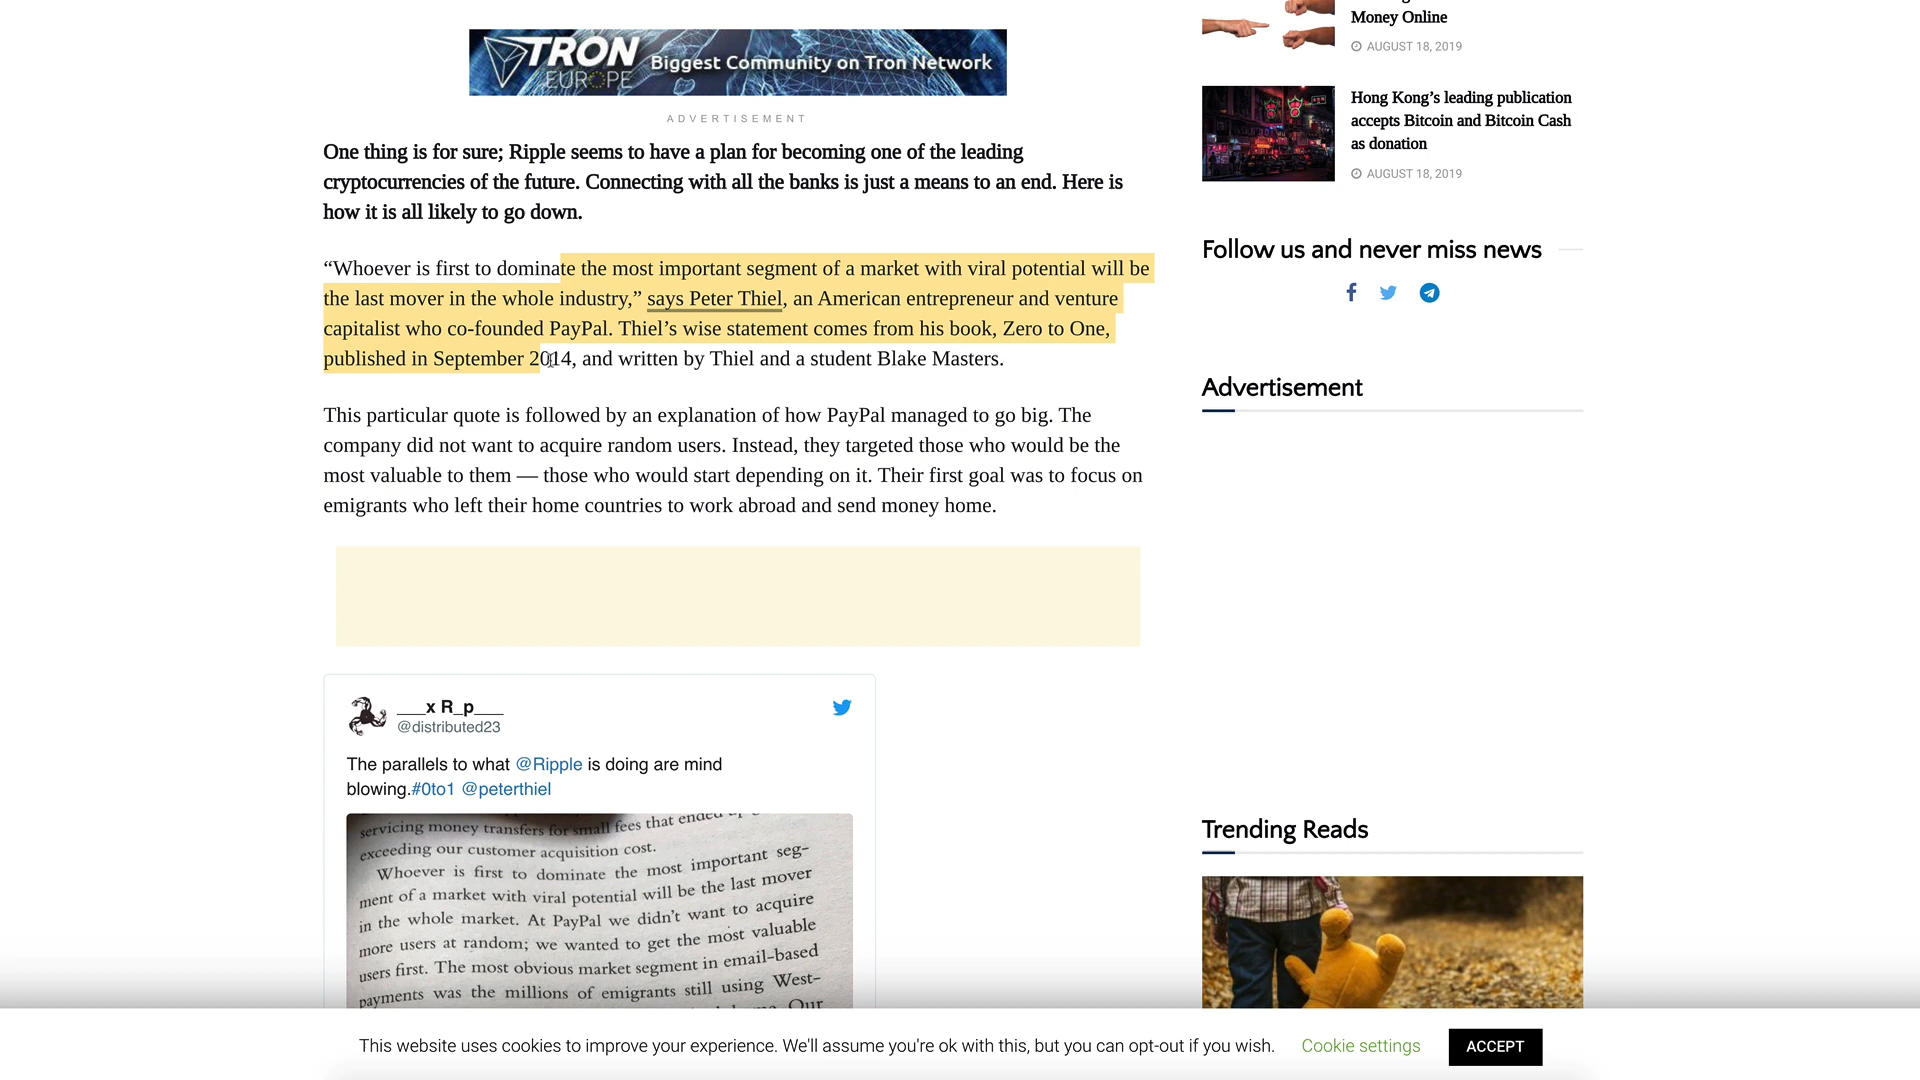 TRON
EUROPE
Biggest Community on Tron Network
ADVERTISEMENT
One thing is for sure; Ripple seems to have a plan for becoming one of the leading
cryptocurrencies of the future. Connecting with all the banks is just a means to an end. Here is
how it is all likely to go down.
“Whoever is first to dominate the most important segment of a market with viral potential will be
the last mover in the whole industry,” says Peter Thiel, an American entrepreneur and venture
capitalist who co-founded PayPal. Thiel’s wise statement comes from his book, Zero to One,
published in September 2014, and written by Thiel and a student Blake Masters.
This particular quote is followed by an explanation of how PayPal managed to go big. The
company did not want to acquire random users. Instead, they targeted those who would be the
most valuable to them — those who would start depending on it. Their first goal was to focus on
emigrants who left their home countries to work abroad and send money home.
___x R_p___
@distributed23
The parallels to what @Ripple is doing are mind
blowing.#0to1 @peterthiel
servicing money transfers for small fees that ended
exceeding our customer acquisition cost.
Whoever is first to dominate the most important seg-
ment of a market with viral potential will be the last mover
in the whole market. At PayPal we didn’t want to acquire
more users at random; we wanted to get the most valuable
users first. The most obvious market segment in email-based
payments was the millions of emigrants still using West-
Our
Money Online
AUGUST 18, 2019
Hong Kong’s leading publication
accepts Bitcoin and Bitcoin Cash
as donation
AUGUST 18, 2019
Follow us and never miss news
Advertisement
Trending Reads
This website uses cookies to improve your experience. We'll assume you're ok with this, but you can opt-out if you wish. Cookie settings ACCEPT